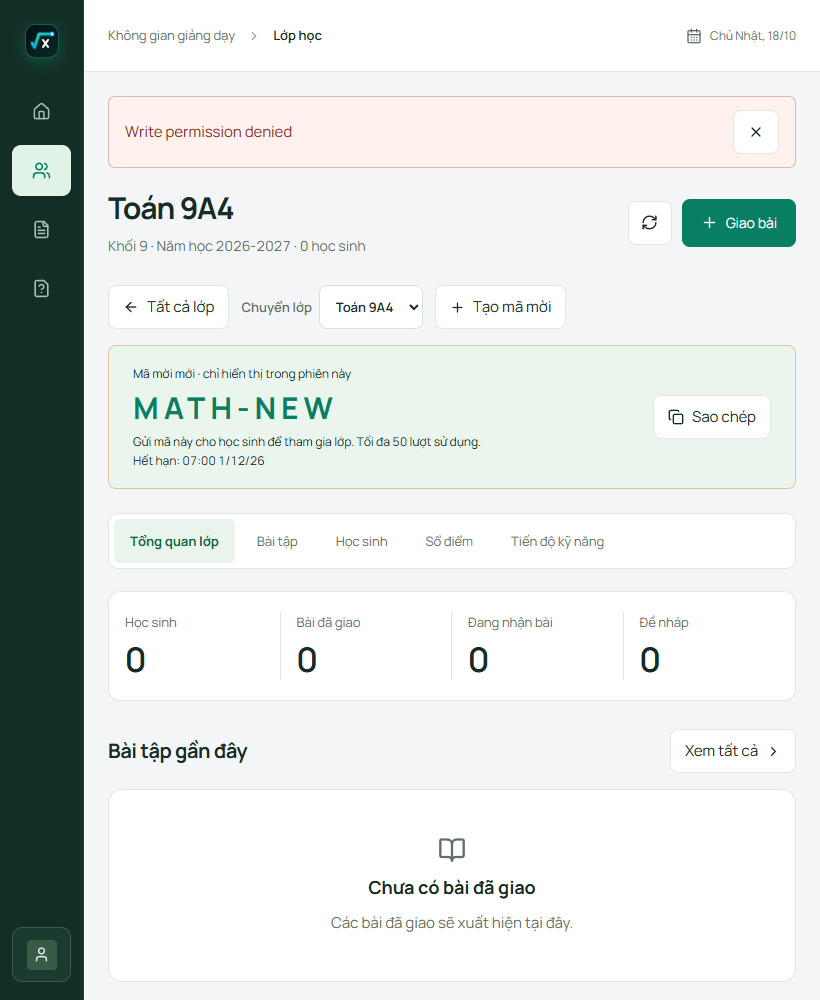 √x
Không gian giảng dạy > Lớp học
Chủ Nhật, 18/10
Write permission denied
Toán 9A4
Khối 9 · Năm học 2026-2027 · 0 học sinh
Giao bài
Tất cả lớp
Chuyển lớp
Toán 9A4
Tạo mã mời
Mã mời mới · chỉ hiển thị trong phiên này
MATH-NEW
Gửi mã này cho học sinh để tham gia lớp. Tối đa 50 lượt sử dụng.
Hết hạn: 07:00 1/12/26
Sao chép
Tổng quan lớp
Bài tập
Học sinh
Sổ điểm
Tiến độ kỹ năng
Học sinh
0
Bài đã giao
0
Đang nhận bài
0
Đề nháp
0
Bài tập gần đây
Xem tất cả
Chưa có bài đã giao
Các bài đã giao sẽ xuất hiện tại đây.